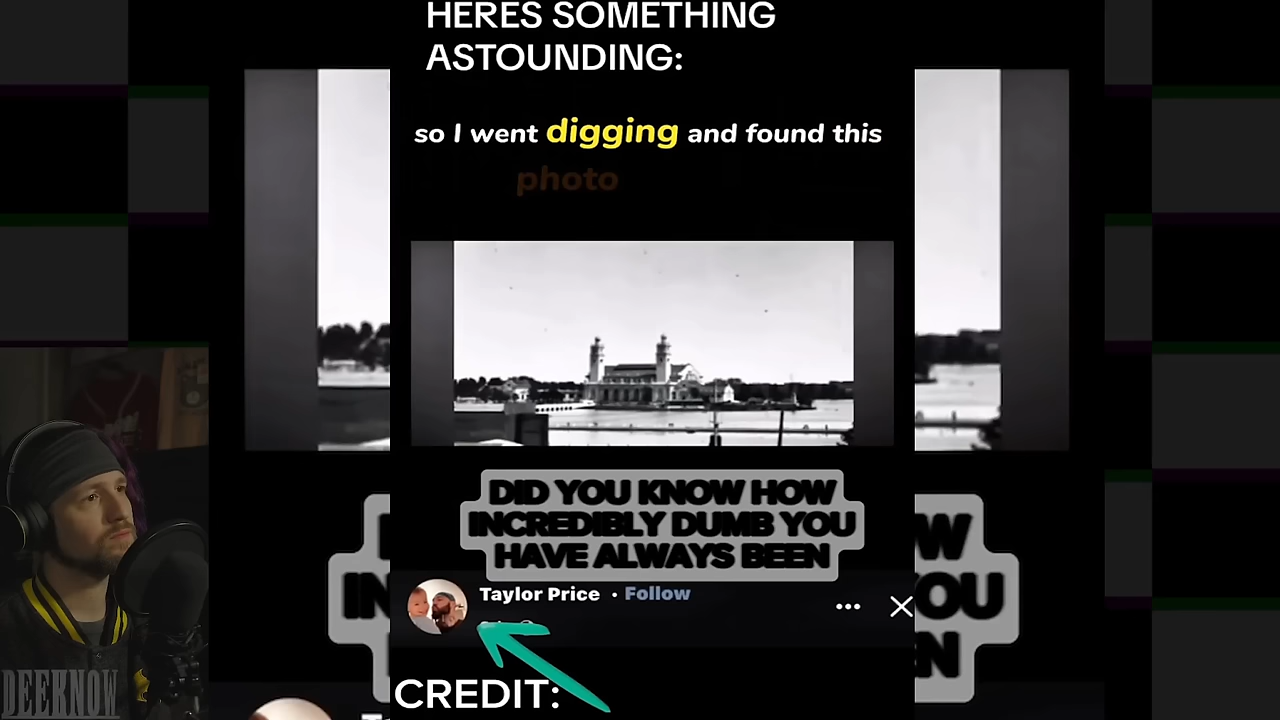 HERES SOMETHING
ASTOUNDING:
so I went digging and found this
photo
DID YOU KNOW HOW
INCREDIBLY DUMB YOU
HAVE ALWAYS BEEN
Taylor Price · Follow
CREDIT:
DEEKNOW